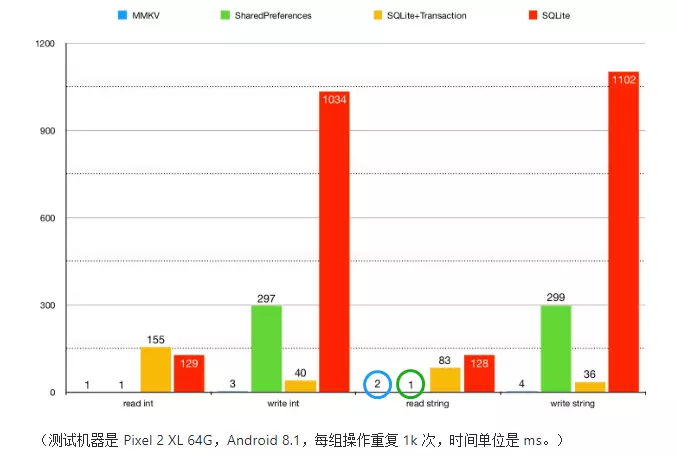 MMKV SharedPreferences SQLite+Transaction SQLite
1200
900
600
300
0
1 1 155 129
3 297 40 1034
2 1 83 128
4 299 36 1102
read int write int read string write string
（测试机器是 Pixel 2 XL 64G，Android 8.1，每组操作重复 1k 次，时间单位是 ms。）